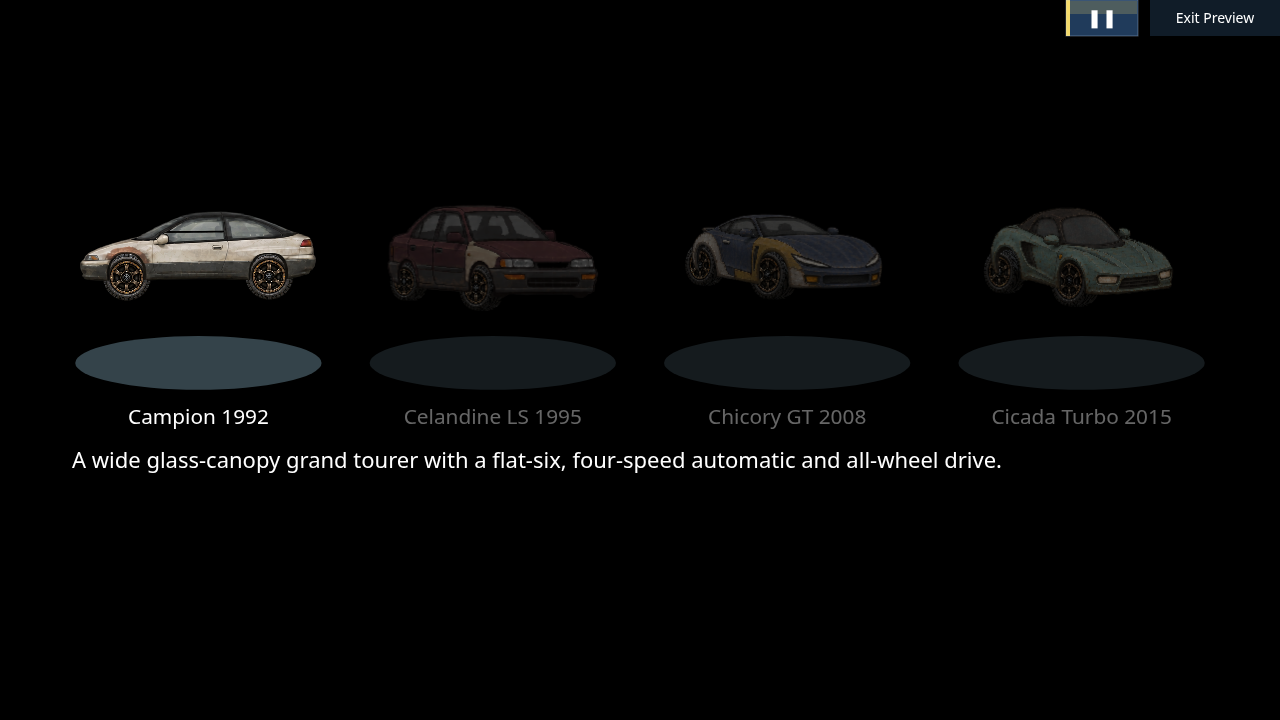 Exit Preview
Campion 1992
Celandine LS 1995
Chicory GT 2008
Cicada Turbo 2015
A wide glass-canopy grand tourer with a flat-six, four-speed automatic and all-wheel drive.